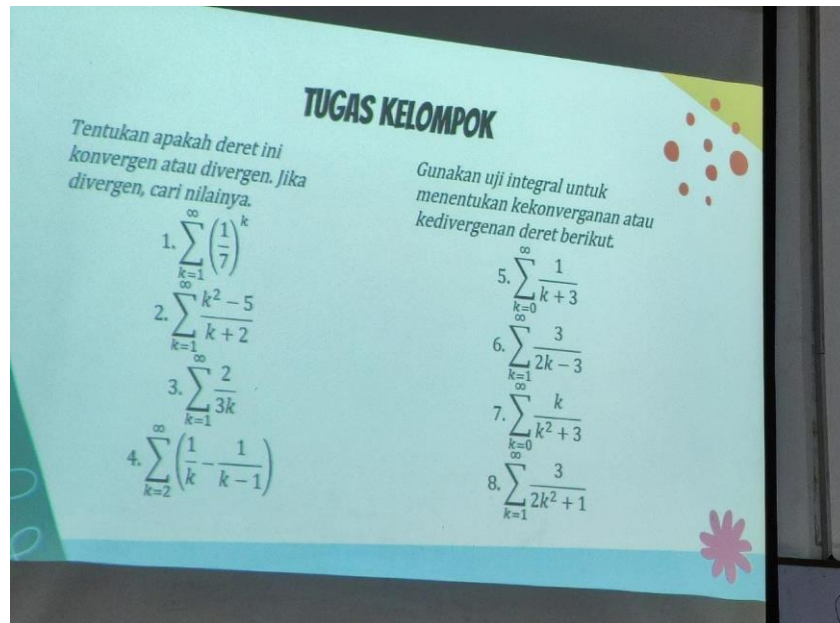 TUGAS KELOMPOK
Tentukan apakah deret ini
konvergen atau divergen. Jika
divergen, cari nilainya.
1. ∑_{k=1}^{∞} (1/7)^k
2. ∑_{k=1}^{∞} (k² − 5)/(k + 2)
3. ∑_{k=1}^{∞} 2/(3k)
4. ∑_{k=2}^{∞} (1/k − 1/(k − 1))
Gunakan uji integral untuk
menentukan kekonverganan atau
kedivergenan deret berikut.
5. ∑_{k=0}^{∞} 1/(k + 3)
6. ∑_{k=1}^{∞} 3/(2k − 3)
7. ∑_{k=0}^{∞} k/(k² + 3)
8. ∑_{k=1}^{∞} 3/(2k² + 1)